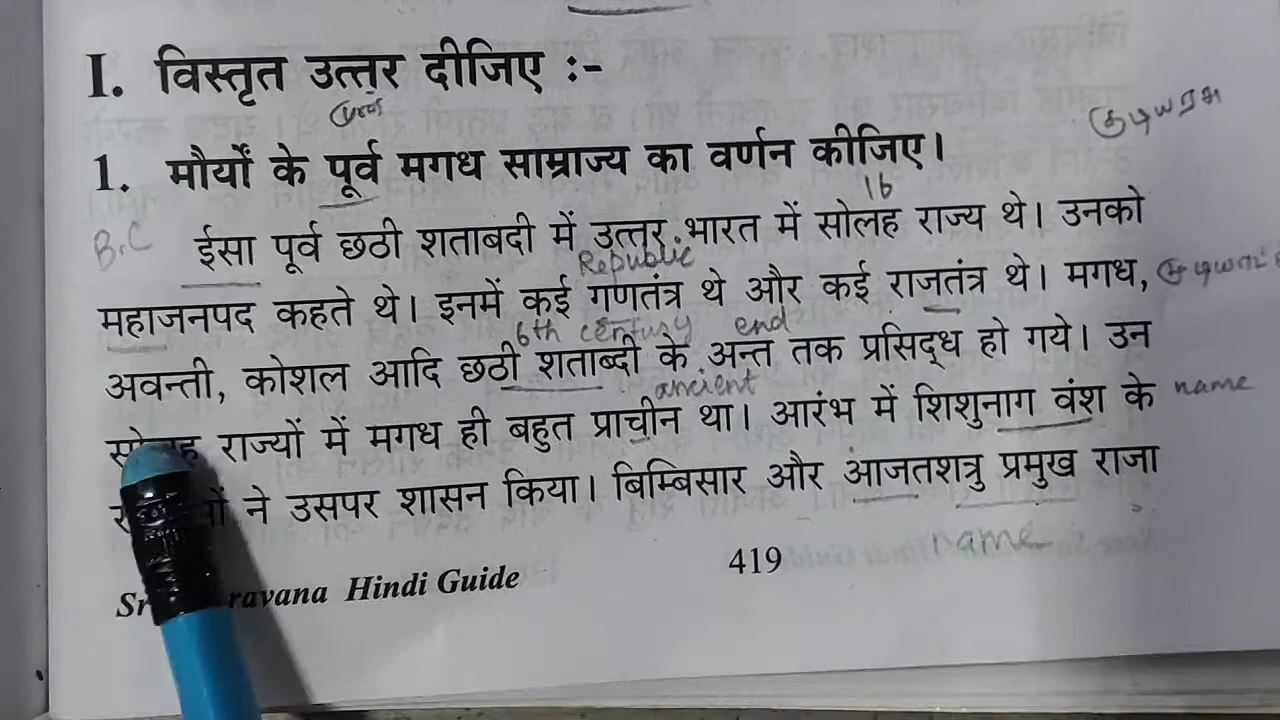 I. विस्तृत उत्तर दीजिए :-
1. मौर्यों के पूर्व मगध साम्राज्य का वर्णन कीजिए।
16
B.C ईसा पूर्व छठी शताबदी में उत्तर भारत में सोलह राज्य थे। उनको
Republic
महाजनपद कहते थे। इनमें कई गणतंत्र थे और कई राजतंत्र थे। मगध,
6th century end
अवन्ती, कोशल आदि छठी शताब्दी के अन्त तक प्रसिद्ध हो गये। उन
ancient
राज्यों में मगध ही बहुत प्राचीन था। आरंभ में शिशुनाग वंश के name
ने उसपर शासन किया। बिम्बिसार और आजतशत्रु प्रमुख राजा
name
419
Hindi Guide